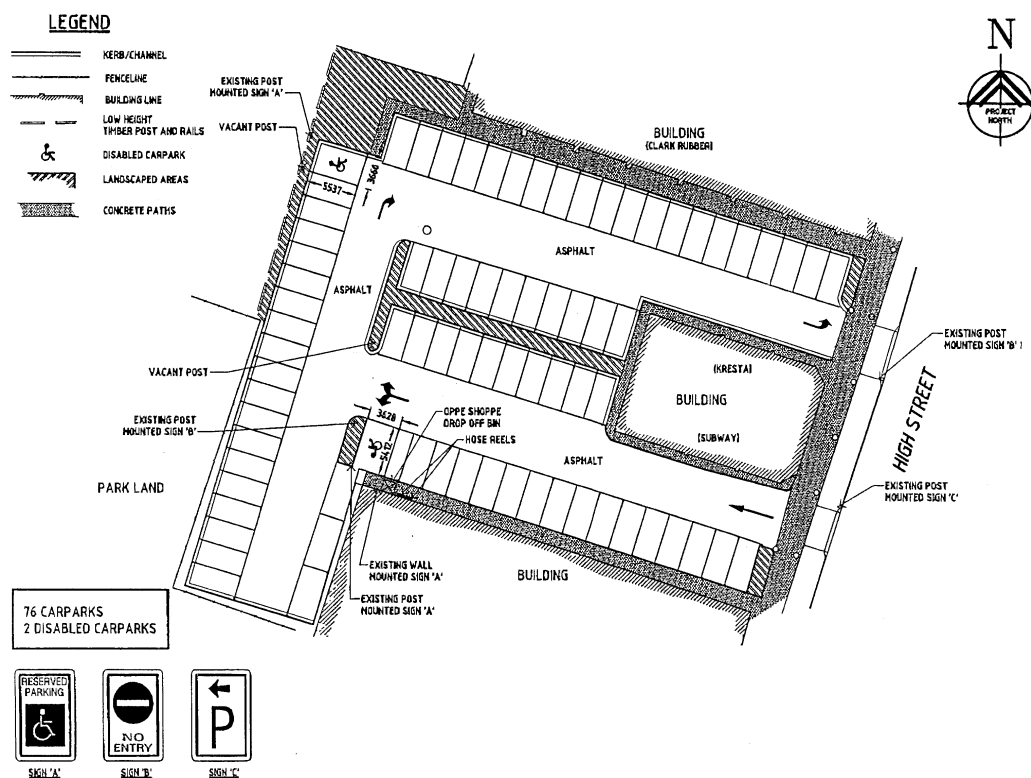 LEGEND
KERB/CHANNEL
FENCELINE
BUILDING LINE
LOW HEIGHT
TIMBER POST AND RAILS
DISABLED CARPARK
LANDSCAPED AREAS
CONCRETE PATHS
EXISTING POST
MOUNTED SIGN 'A'
VACANT POST
N
PROJECT
NORTH
BUILDING
(CLARK RUBBER)
5537
3660
ASPHALT
ASPHALT
VACANT POST
EXISTING POST
MOUNTED SIGN 'B'
3628
5412
OPPE SHOPPE
DROP OFF BIN
HOSE REELS
(KRESTA)
BUILDING
(SUBWAY)
ASPHALT
EXISTING POST
MOUNTED SIGN 'B'
HIGH STREET
EXISTING POST
MOUNTED SIGN 'C'
PARK LAND
EXISTING WALL
MOUNTED SIGN 'A'
EXISTING POST
MOUNTED SIGN 'A'
BUILDING
76 CARPARKS
2 DISABLED CARPARKS
RESERVED
PARKING
SIGN 'A'
NO
ENTRY
SIGN 'B'
P
SIGN 'C'